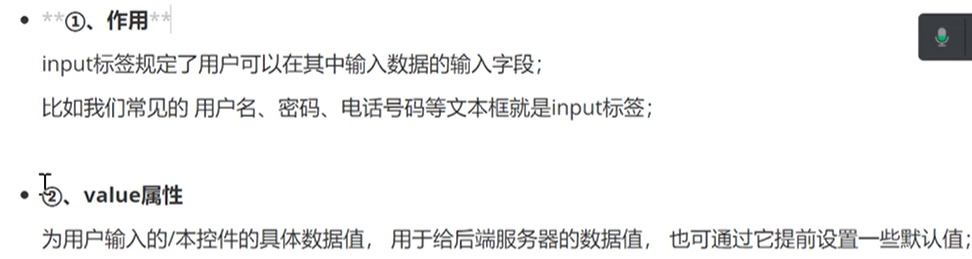 **①、作用**
input标签规定了用户可以在其中输入数据的输入字段；
比如我们常见的 用户名、密码、电话号码等文本框就是input标签；
②、value属性
为用户输入的/本控件的具体数据值， 用于给后端服务器的数据值， 也可通过它提前设置一些默认值；